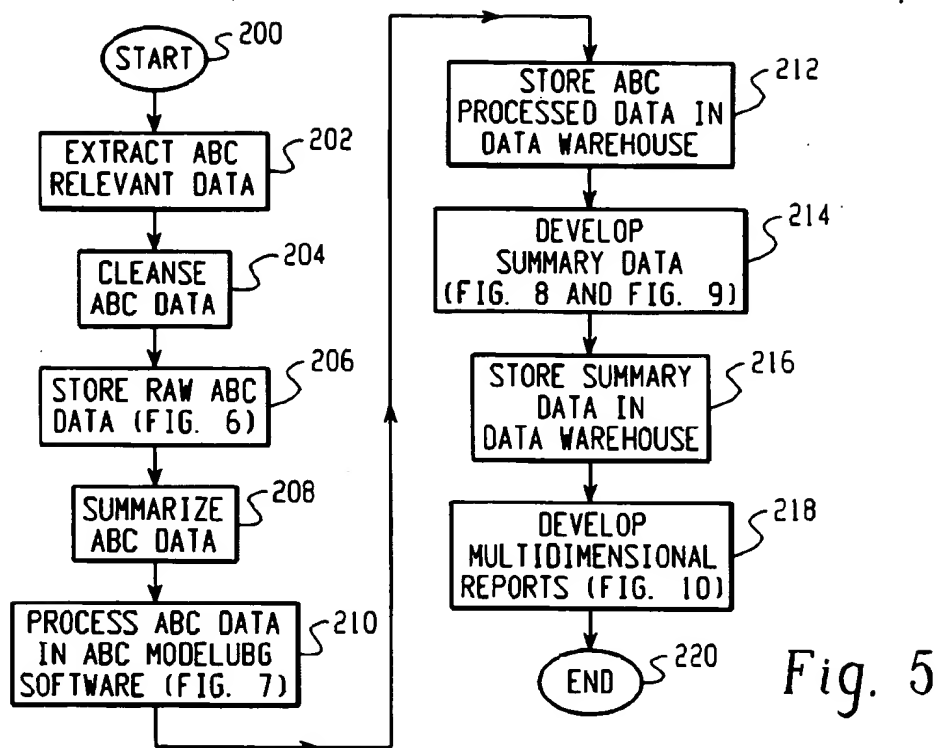 START
200
EXTRACT ABC
RELEVANT DATA
202
CLEANSE
ABC DATA
204
STORE RAW ABC
DATA (FIG. 6)
206
SUMMARIZE
ABC DATA
208
PROCESS ABC DATA
IN ABC MODELUBG
SOFTWARE (FIG. 7)
210
STORE ABC
PROCESSED DATA IN
DATA WAREHOUSE
212
DEVELOP
SUMMARY DATA
(FIG. 8 AND FIG. 9)
214
STORE SUMMARY
DATA IN
DATA WAREHOUSE
216
DEVELOP
MULTIDIMENSIONAL
REPORTS (FIG. 10)
218
END
220
Fig. 5